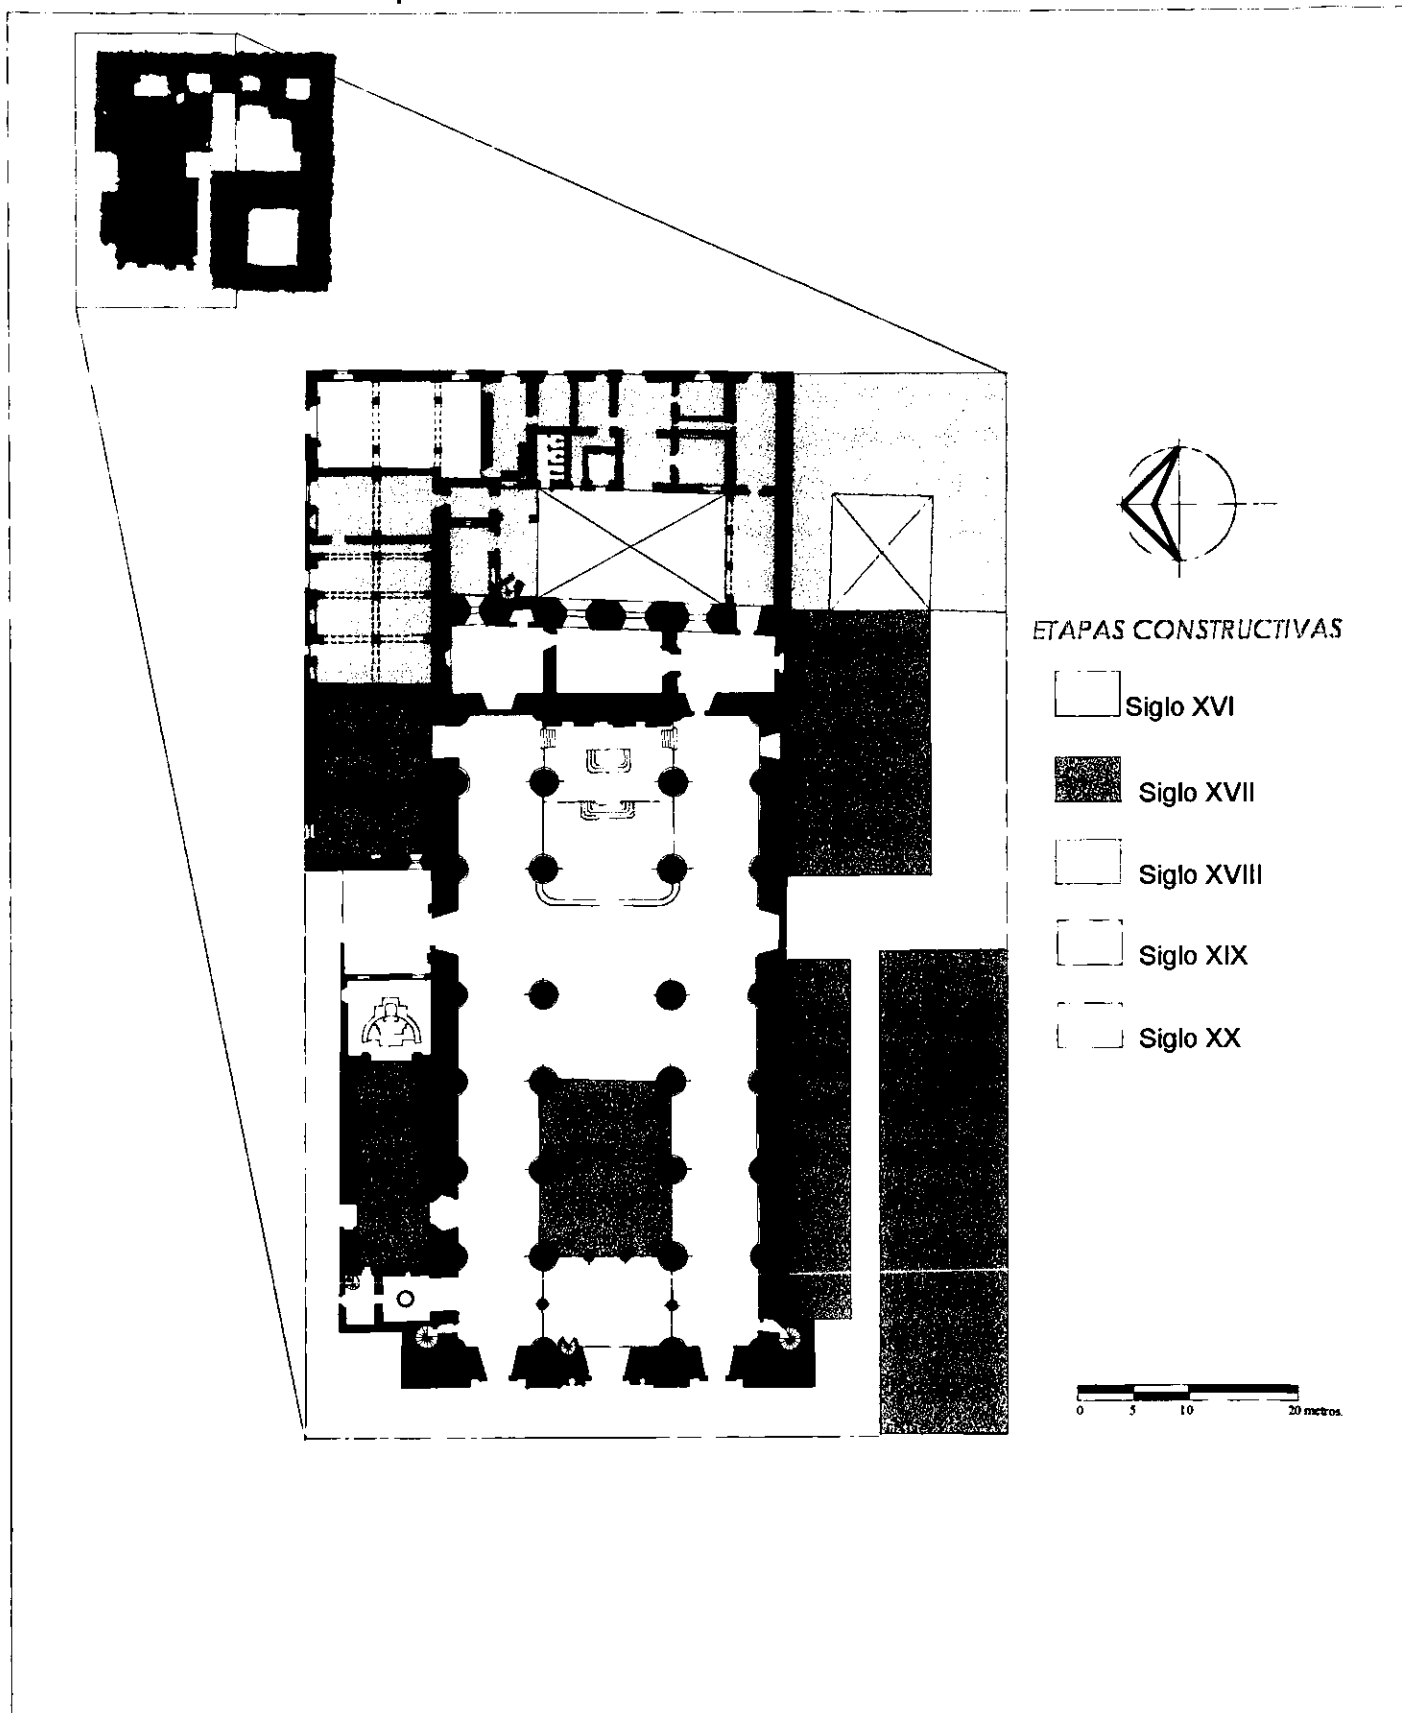 ETAPAS CONSTRUCTIVAS
Siglo XVI
Siglo XVII
Siglo XVIII
Siglo XIX
Siglo XX
0 5 10 20 metros.